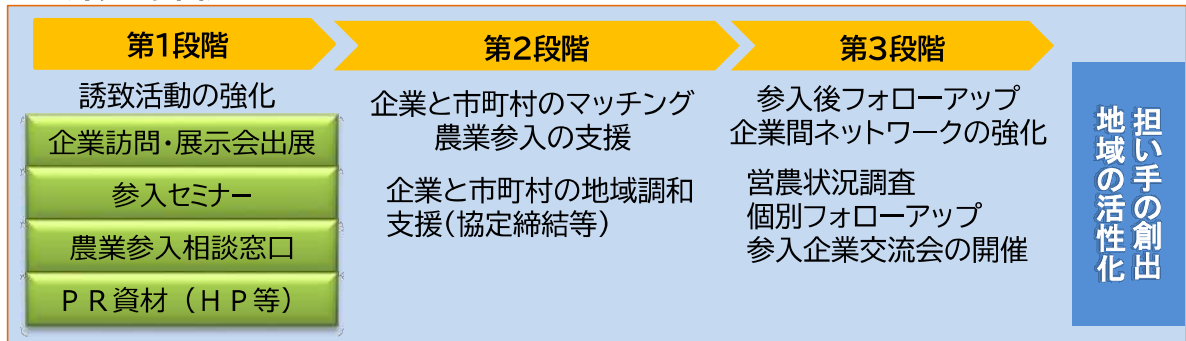 第1段階
誘致活動の強化
企業訪問・展示会出展
参入セミナー
農業参入相談窓口
ＰＲ資材（ＨＰ等）
第2段階
企業と市町村のマッチング
農業参入の支援
企業と市町村の地域調和
支援（協定締結等）
第3段階
参入後フォローアップ
企業間ネットワークの強化
営農状況調査
個別フォローアップ
参入企業交流会の開催
担い手の創出
地域の活性化